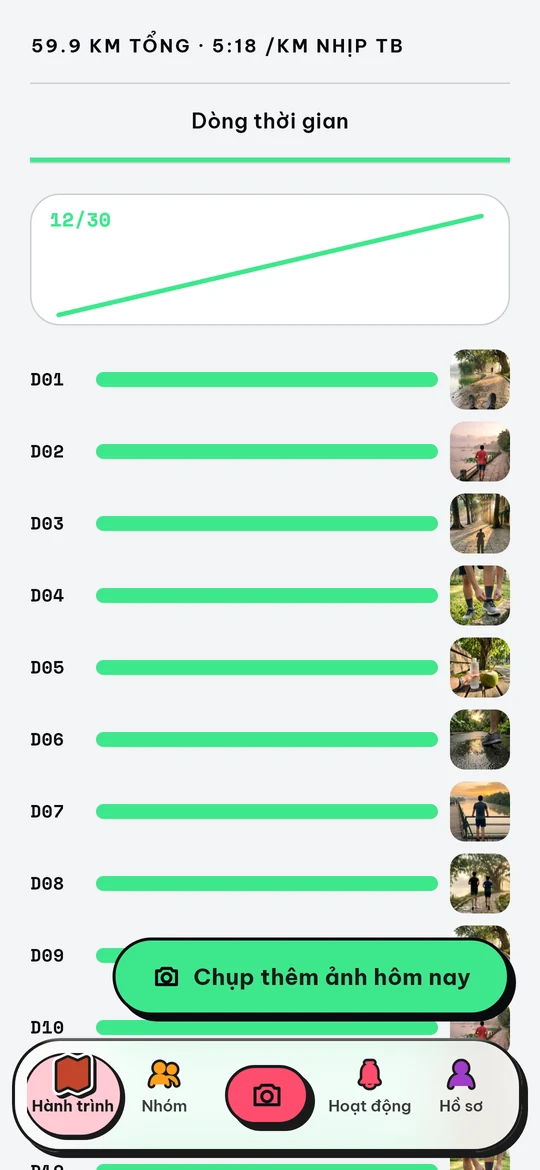 59.9 KM TỔNG · 5:18 /KM NHỊP TB
Dòng thời gian
12/30
D01
D02
D03
D04
D05
D06
D07
D08
D09
Chụp thêm ảnh hôm nay
D10
Hành trình
Nhóm
Hoạt động
Hồ sơ